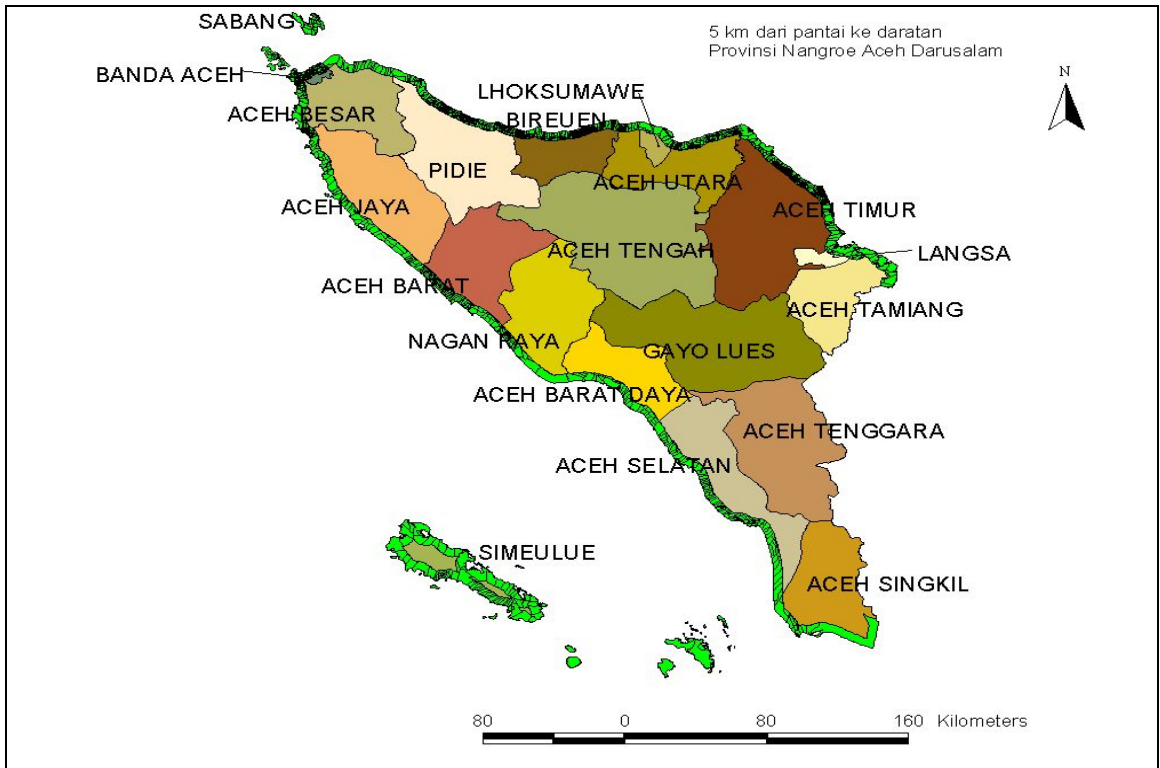 SABANG
5 km dari pantai ke daratan
Provinsi Nangroe Aceh Darusalam
BANDA ACEH
N
LHOKSUMAWE
ACEH BESAR
BIREUEN
PIDIE
ACEH UTARA
ACEH JAYA
ACEH TIMUR
ACEH TENGAH
LANGSA
ACEH BARAT
ACEH TAMIANG
NAGAN RAYA
GAYO LUES
ACEH BARAT DAYA
ACEH TENGGARA
ACEH SELATAN
SIMEULUE
ACEH SINGKIL
80 0 80 160 Kilometers